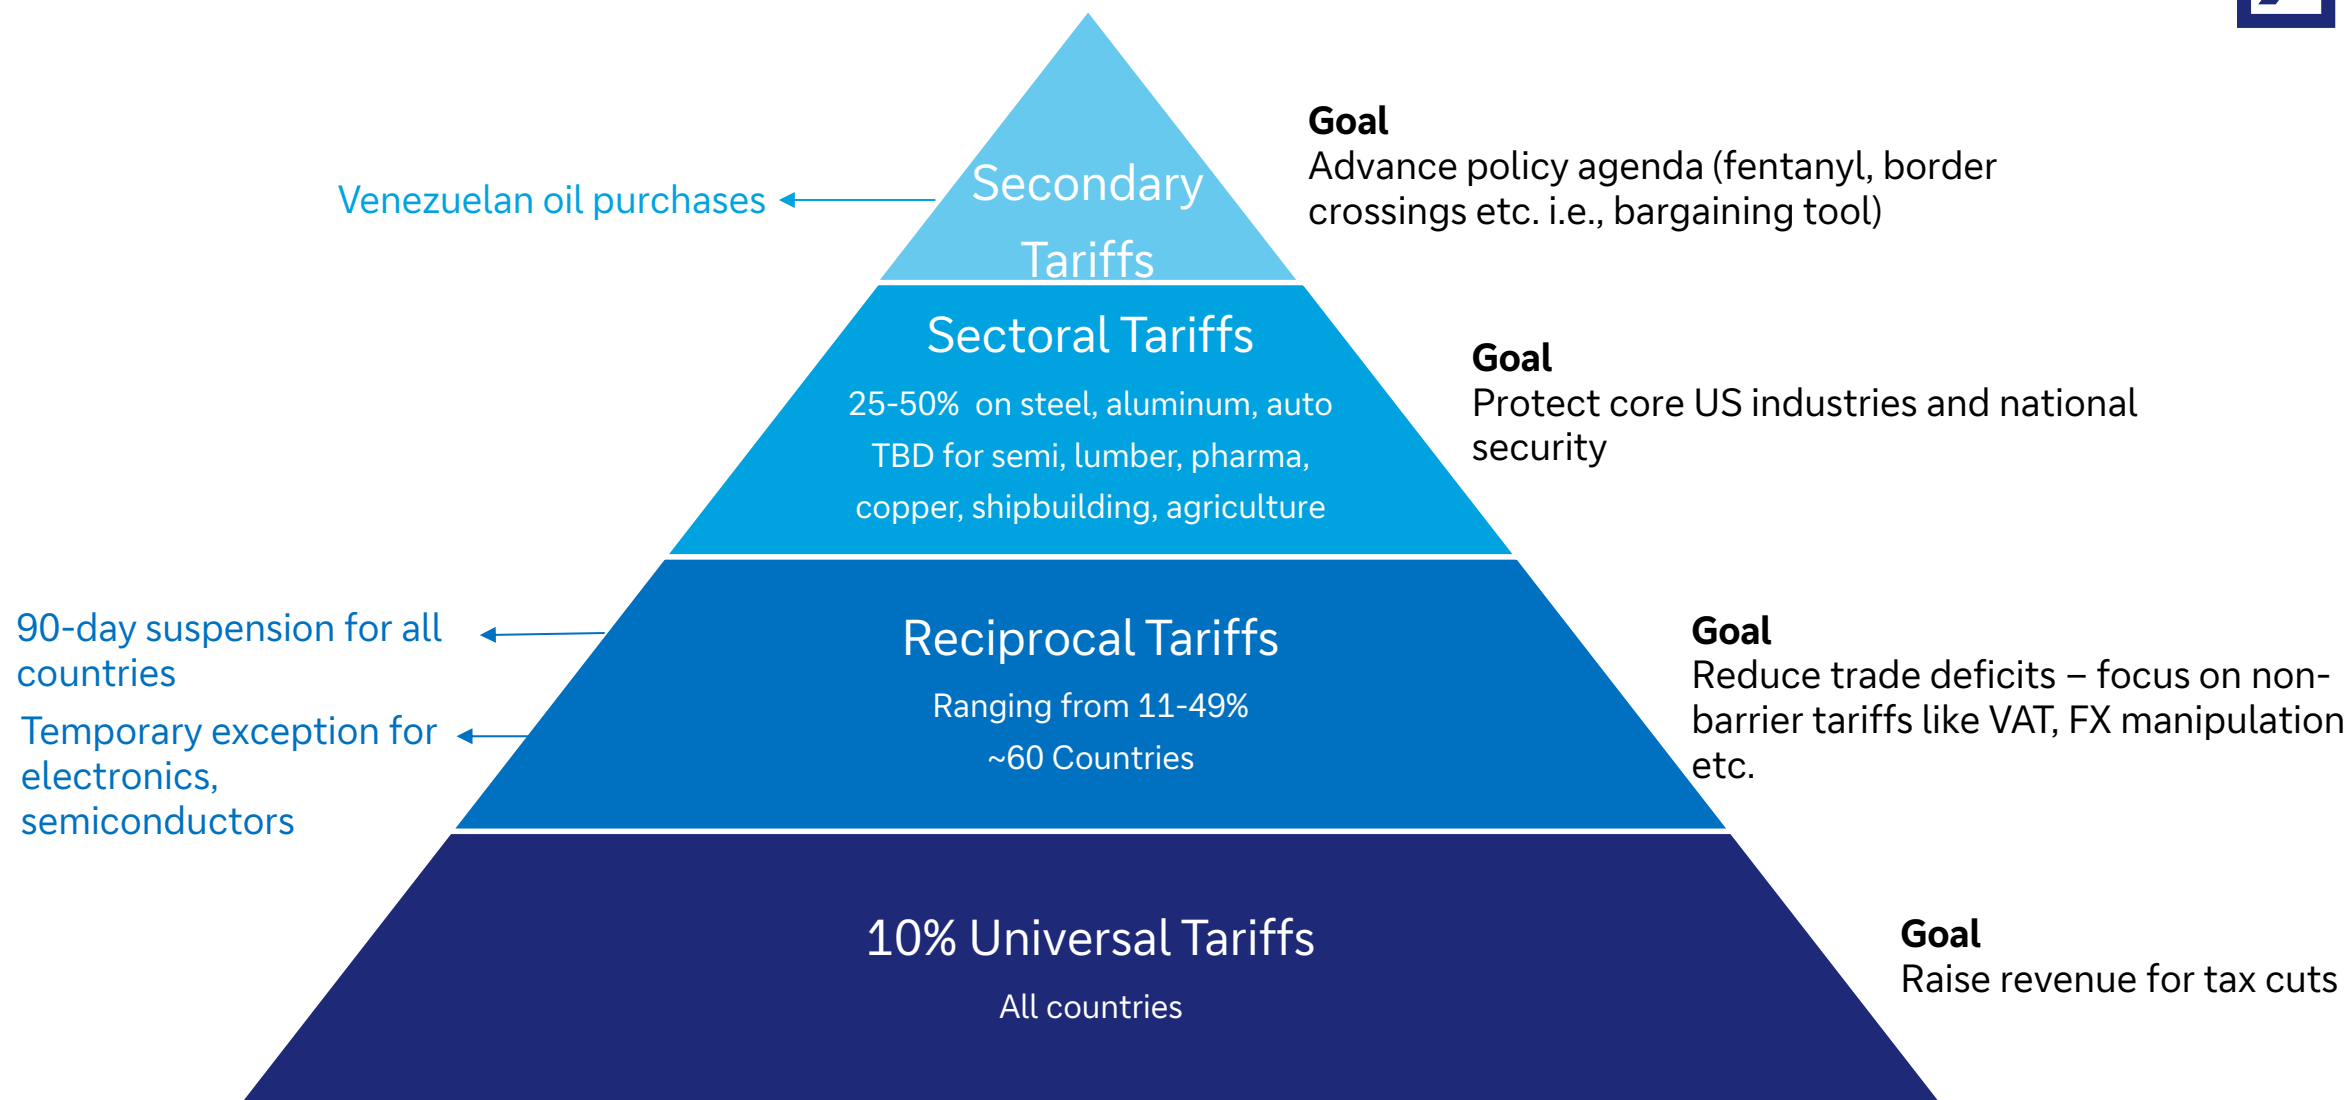 Goal
Advance policy agenda (fentanyl, border
crossings etc. i.e., bargaining tool)
Venezuelan oil purchases
Secondary
Tariffs
Sectoral Tariffs
25-50% on steel, aluminum, auto
TBD for semi, lumber, pharma,
copper, shipbuilding, agriculture
Goal
Protect core US industries and national
security
90-day suspension for all
countries
Temporary exception for
electronics,
semiconductors
Reciprocal Tariffs
Ranging from 11-49%
~60 Countries
Goal
Reduce trade deficits – focus on non-
barrier tariffs like VAT, FX manipulation
etc.
10% Universal Tariffs
All countries
Goal
Raise revenue for tax cuts